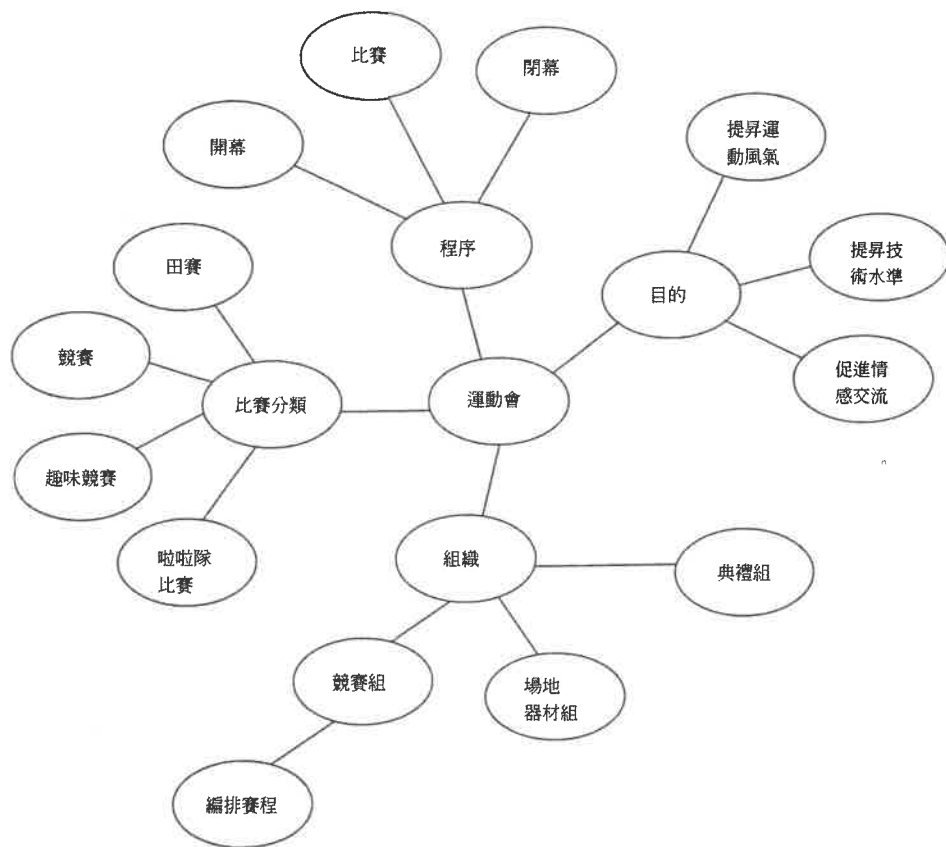 比賽
閉幕
開幕
程序
提昇運
動風氣
提昇技
術水準
目的
促進情
感交流
田賽
競賽
比賽分類
趣味競賽
啦啦隊
比賽
運動會
組織
典禮組
競賽組
場地
器材組
編排賽程